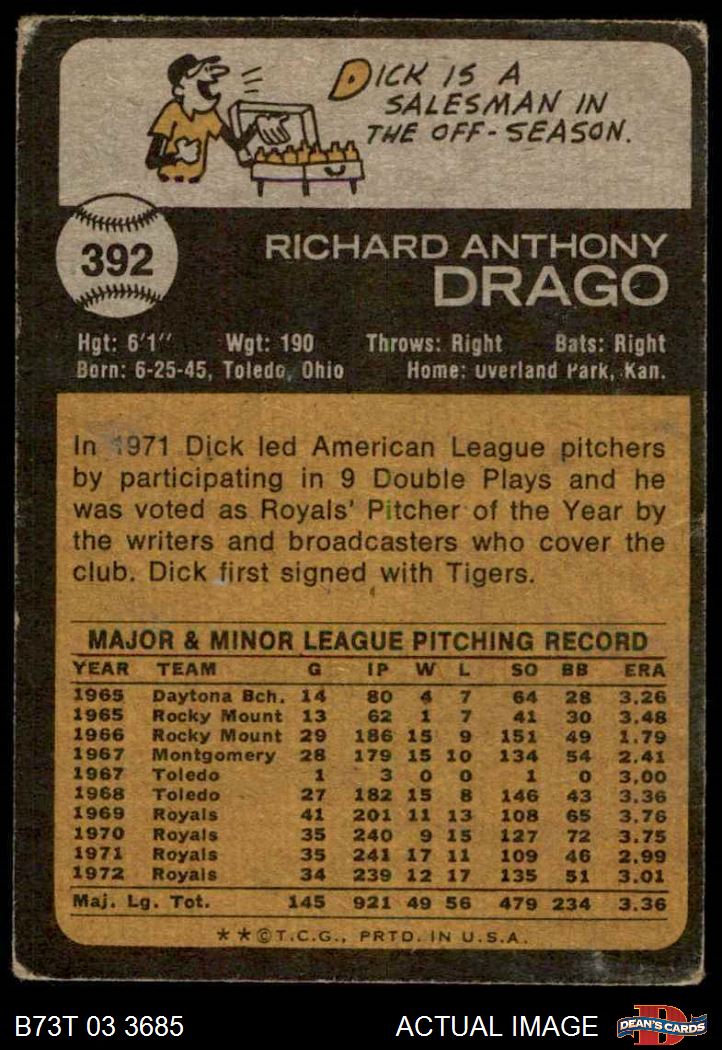 DICK IS A
SALESMAN IN
THE OFF-SEASON.
392
RICHARD ANTHONY
DRAGO
Hgt: 6'1" Wgt: 190 Throws: Right Bats: Right
Born: 6-25-45, Toledo, Ohio Home: Overland Park, Kan.
In 1971 Dick led American League pitchers
by participating in 9 Double Plays and he
was voted as Royals' Pitcher of the Year by
the writers and broadcasters who cover the
club. Dick first signed with Tigers.
MAJOR & MINOR LEAGUE PITCHING RECORD
YEAR TEAM G IP W L SO BB ERA
1965 Daytona Bch. 14 80 4 7 64 28 3.26
1965 Rocky Mount 13 62 1 7 41 30 3.48
1966 Rocky Mount 29 186 15 9 151 49 1.79
1967 Montgomery 28 179 15 10 134 54 2.41
1967 Toledo 1 3 0 0 1 0 3.00
1968 Toledo 27 182 15 8 146 43 3.36
1969 Royals 41 201 11 13 108 65 3.76
1970 Royals 35 240 9 15 127 72 3.75
1971 Royals 35 241 17 11 109 46 2.99
1972 Royals 34 239 12 17 135 51 3.01
Maj. Lg. Tot. 145 921 49 56 479 234 3.36
**©T.C.G., PRTD. IN U.S.A.
B73T 03 3685 ACTUAL IMAGE DEAN'S CARDS